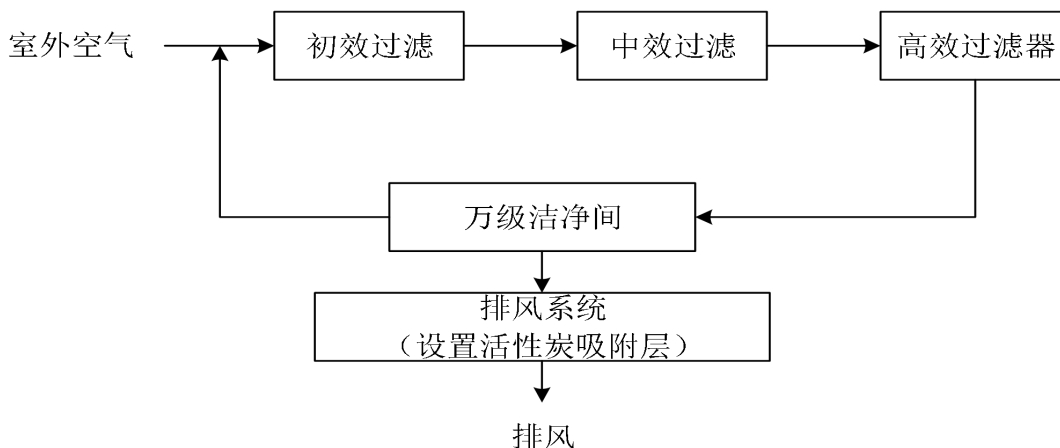 室外空气
初效过滤
中效过滤
高效过滤器
万级洁净间
排风系统
（设置活性炭吸附层）
排风